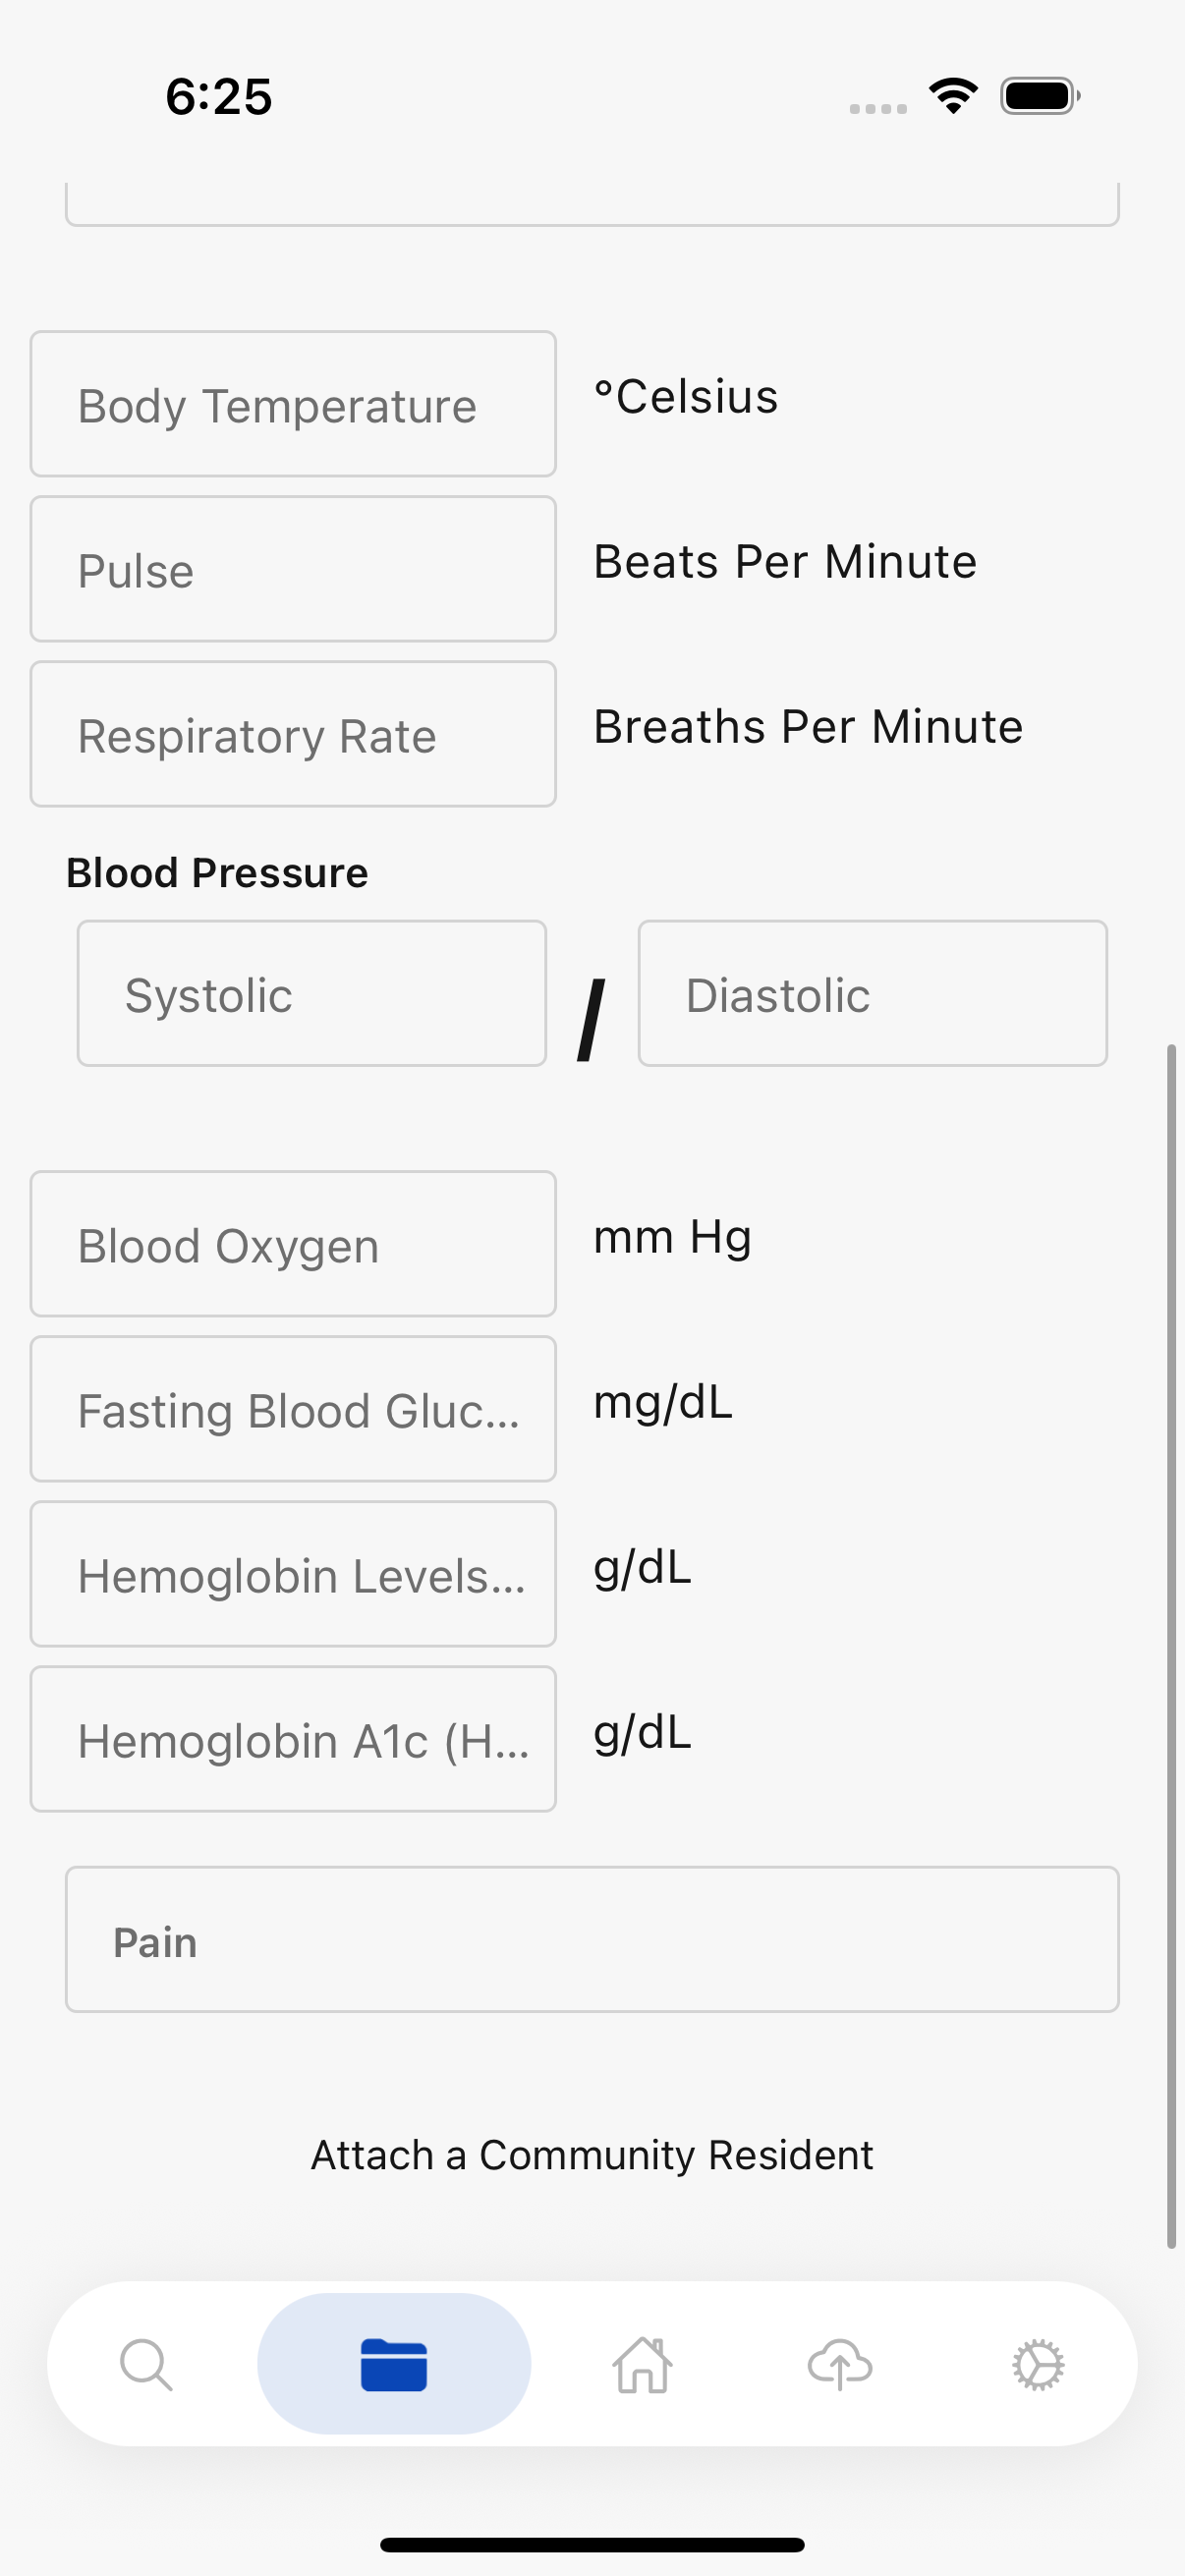 6:25
Body Temperature
°Celsius
Pulse
Beats Per Minute
Respiratory Rate
Breaths Per Minute
Blood Pressure
Systolic
/
Diastolic
Blood Oxygen
mm Hg
Fasting Blood Gluc...
mg/dL
Hemoglobin Levels...
g/dL
Hemoglobin A1c (H...
g/dL
Pain
Attach a Community Resident